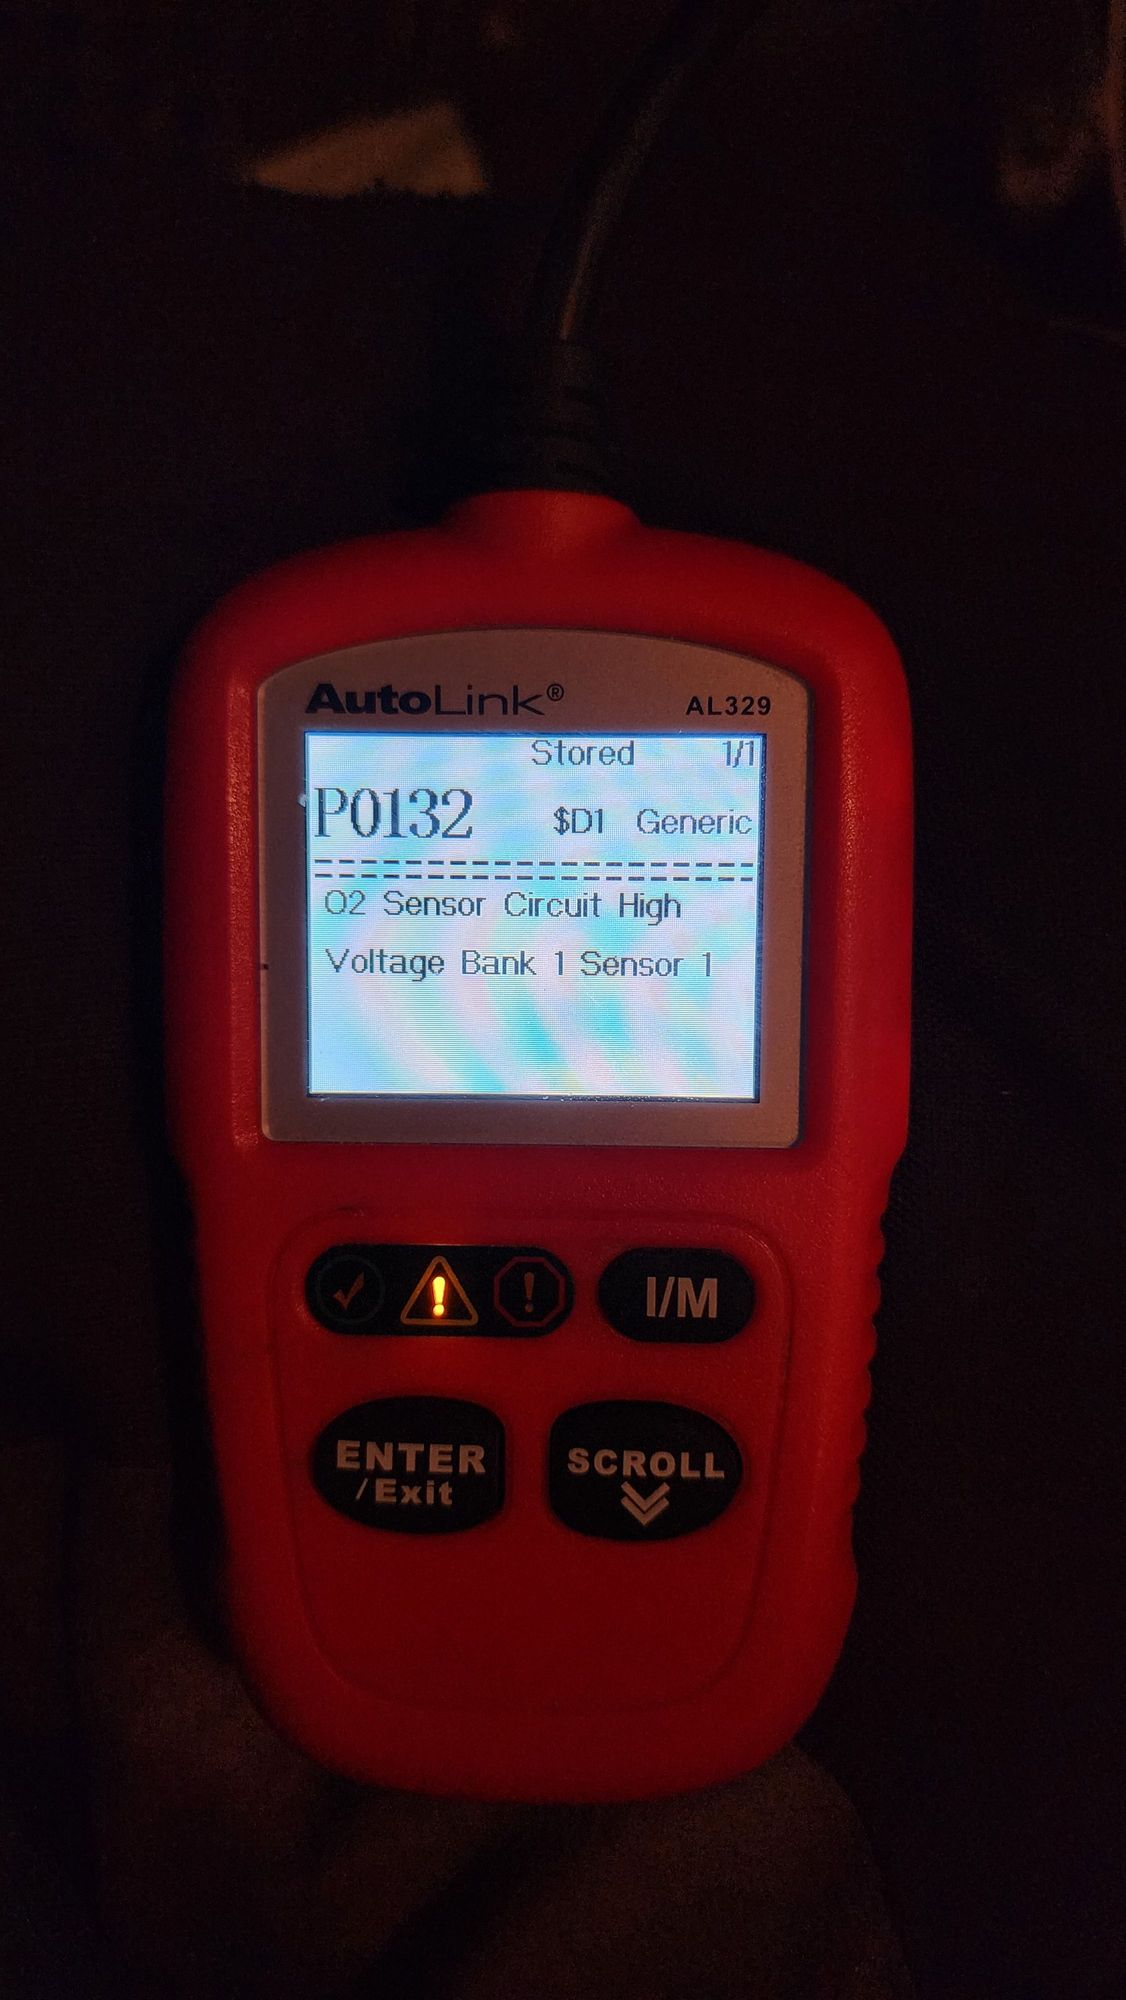 AutoLink® AL329
Stored 1/1
P0132 $D1 Generic
O2 Sensor Circuit High
Voltage Bank 1 Sensor 1
I/M
ENTER
/Exit
SCROLL